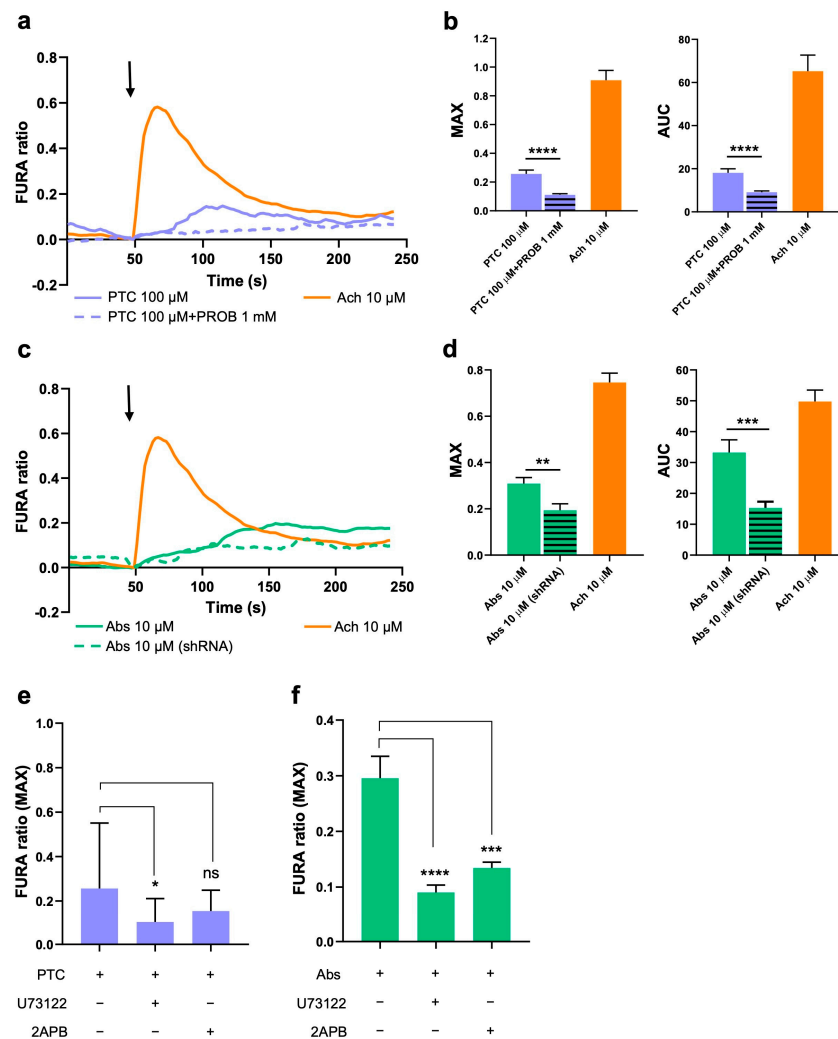 a
FURA ratio
0.8
0.6
0.4
0.2
0.0
-0.2
50
100
150
200
250
Time (s)
PTC 100 µM
Ach 10 µM
PTC 100 µM+PROB 1 mM
b
MAX
1.2
1.0
0.8
0.6
0.4
0.2
0.0
****
PTC 100 µM
PTC 100 µM+PROB 1 mM
Ach 10 µM
AUC
80
60
40
20
0
****
PTC 100 µM
PTC 100 µM+PROB 1 mM
Ach 10 µM
c
FURA ratio
0.8
0.6
0.4
0.2
0.0
-0.2
50
100
150
200
250
Time (s)
Abs 10 µM
Ach 10 µM
Abs 10 µM (shRNA)
d
MAX
0.8
0.6
0.4
0.2
0.0
**
Abs 10 µM
Abs 10 µM (shRNA)
Ach 10 µM
AUC
60
50
40
30
20
10
0
***
Abs 10 µM
Abs 10 µM (shRNA)
Ach 10 µM
e
FURA ratio (MAX)
1.0
0.8
0.6
0.4
0.2
0.0
*
ns
PTC + + +
U73122 – + –
2APB – – +
f
FURA ratio (MAX)
0.4
0.3
0.2
0.1
0.0
****
***
Abs + + +
U73122 – + –
2APB – – +